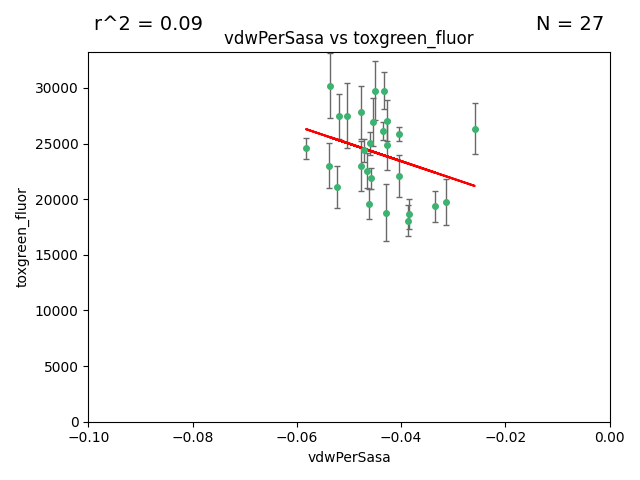 r^2 = 0.09
N = 27
vdwPerSasa vs toxgreen_fluor
30000
25000
20000
15000
10000
5000
0
toxgreen_fluor
−0.10
−0.08
−0.06
−0.04
−0.02
0.00
vdwPerSasa